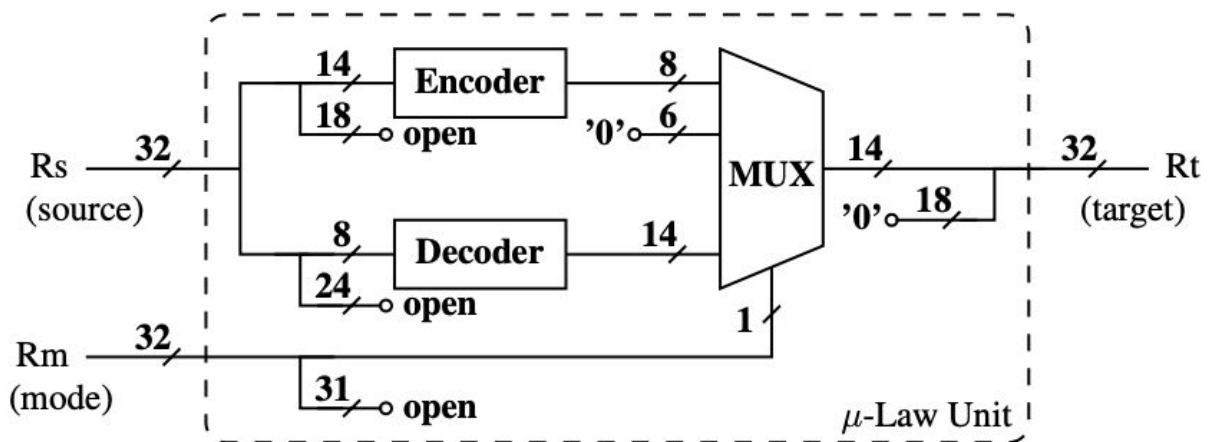 14 Encoder 8
18 open '0' 6
Rs 32 MUX 14 32 Rt
(source) '0' 18 (target)
8 Decoder 14
24 open
1
Rm 32
(mode) 31 open
μ-Law Unit